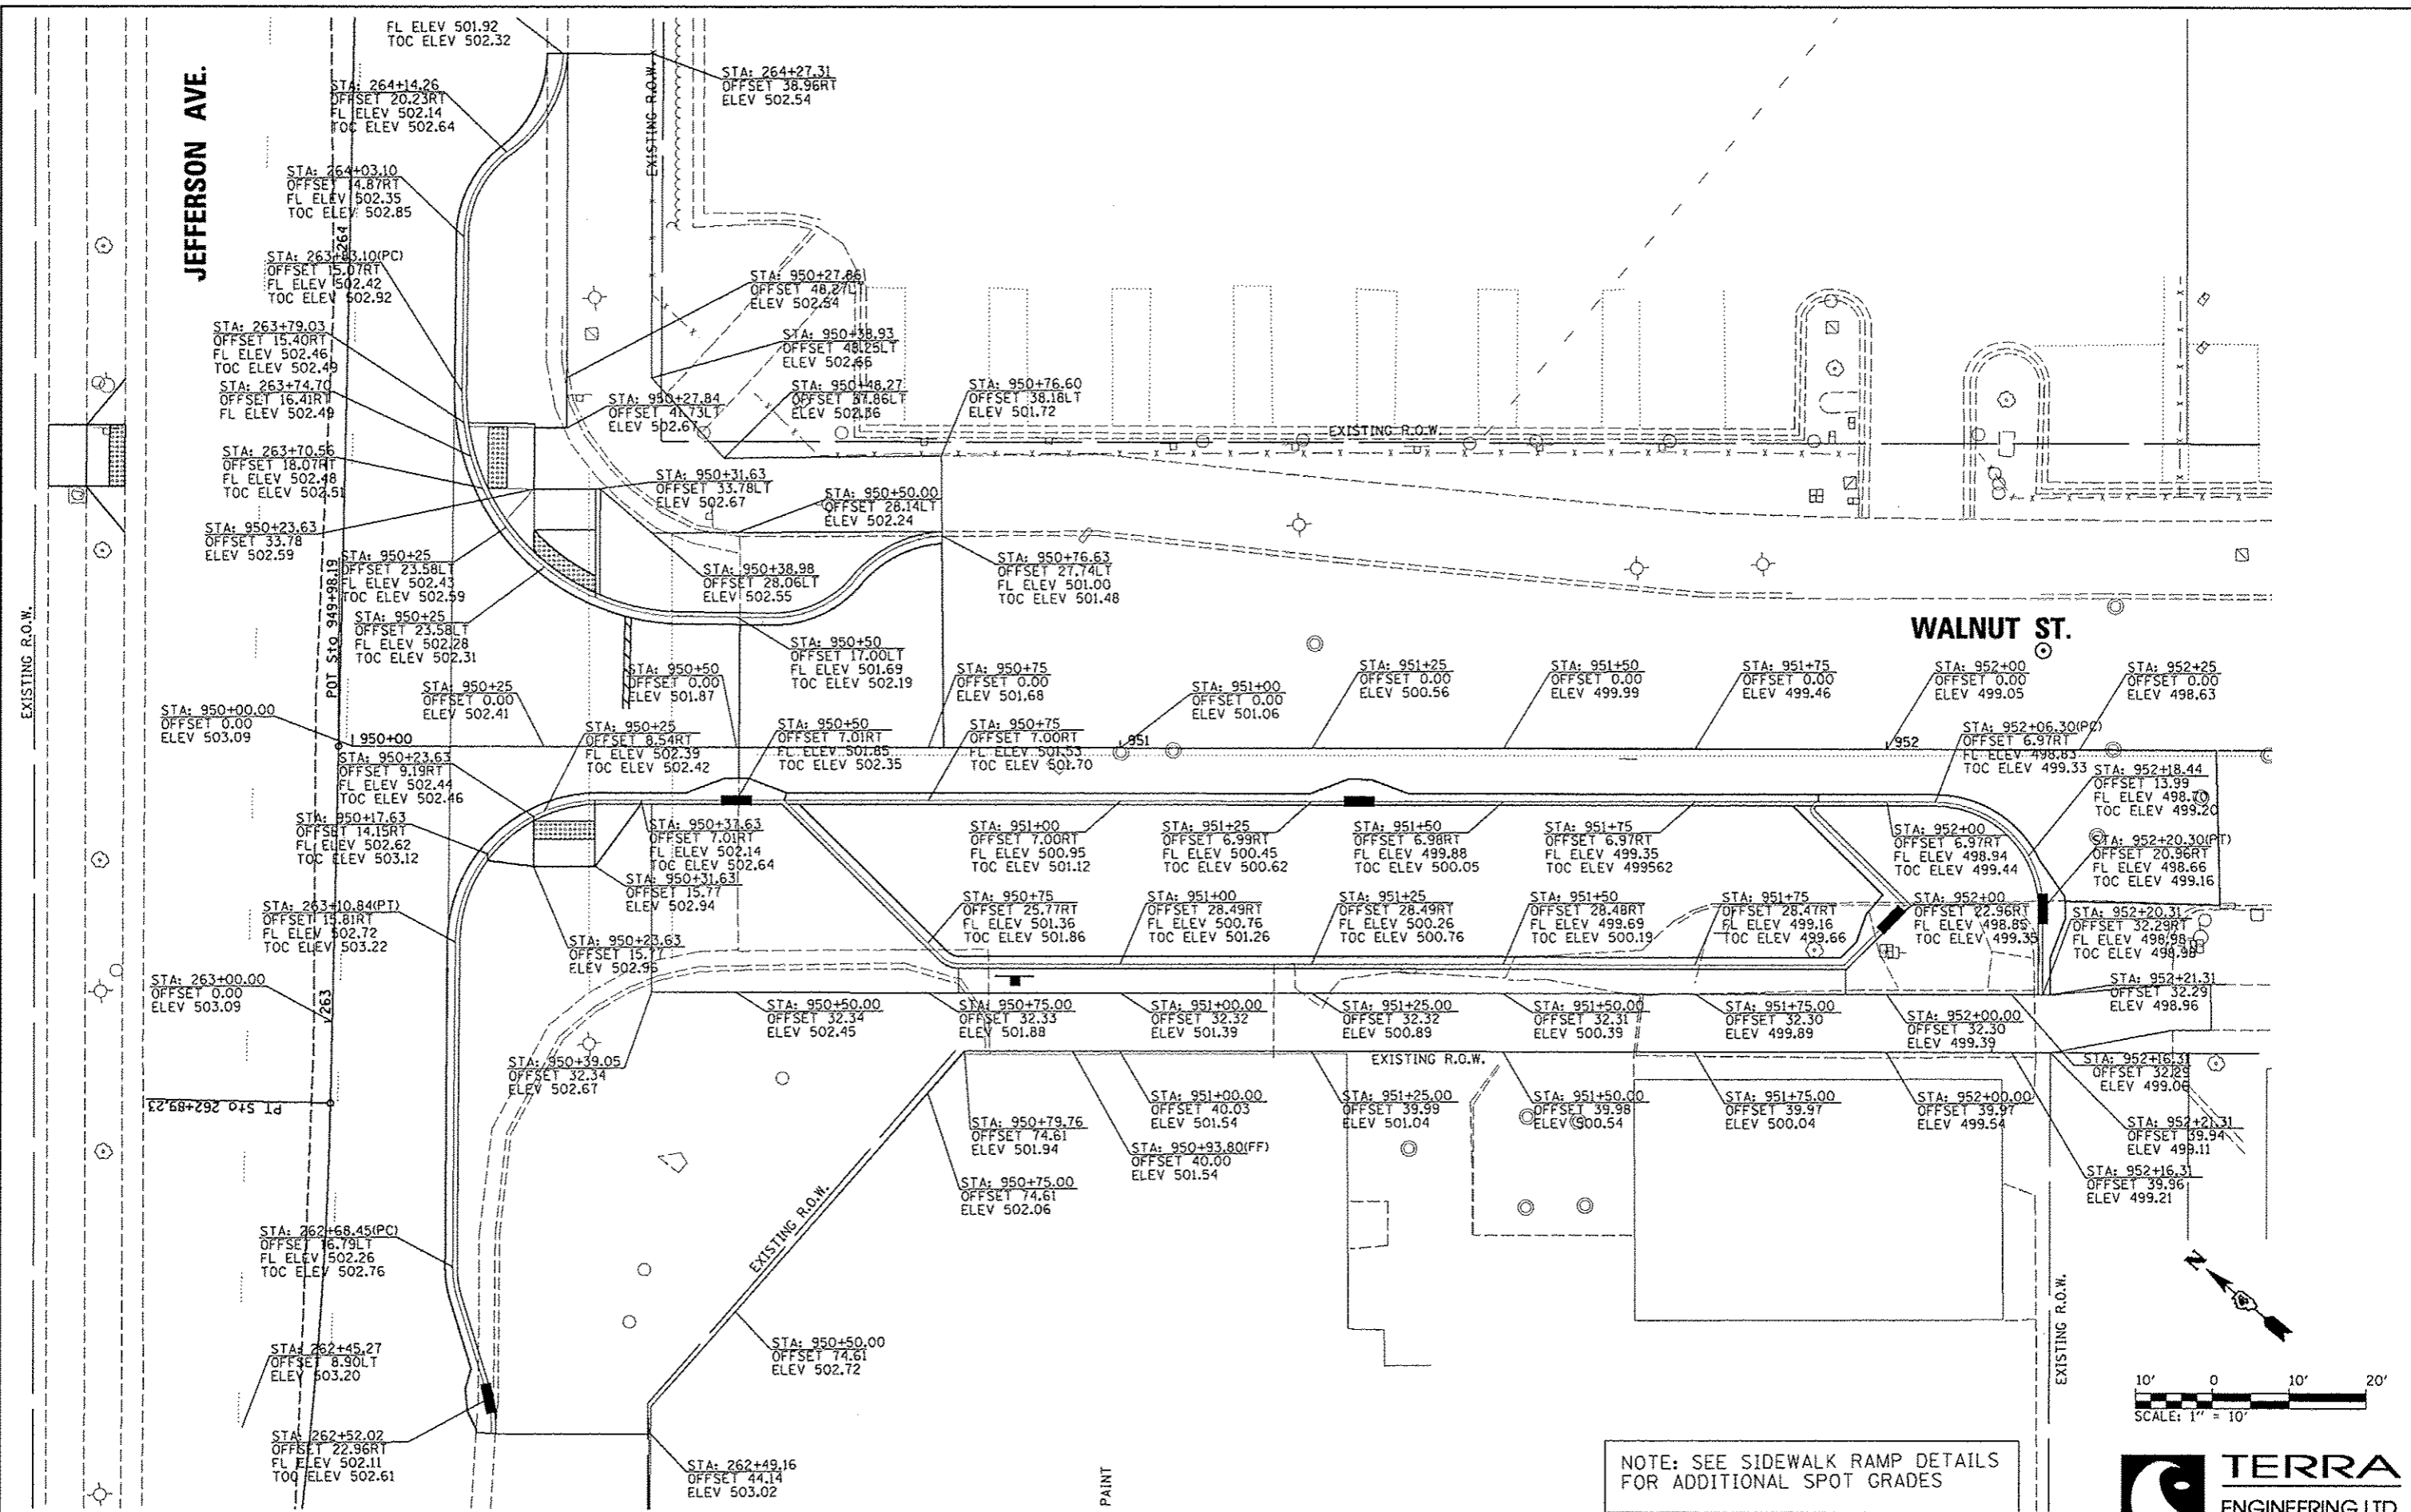 FL ELEV 501.92
TOC ELEV 502.32
JEFFERSON AVE.
STA: 264+14.26
OFFSET 20.23RT
FL ELEV 502.14
TOC ELEV 502.64
EXISTING R.O.W.
STA: 264+27.31
OFFSET 38.96RT
ELEV 502.54
STA: 264+03.10
OFFSET 14.87RT
FL ELEV 502.35
TOC ELEV 502.85
264
STA: 263+83.10(PC)
OFFSET 15.07RT
FL ELEV 502.42
TOC ELEV 502.92
STA: 950+27.86
OFFSET 48.27LT
ELEV 502.54
STA: 263+79.03
OFFSET 15.40RT
FL ELEV 502.46
TOC ELEV 502.49
STA: 950+38.93
OFFSET 48.25LT
ELEV 502.66
STA: 263+74.70
OFFSET 16.41RT
FL ELEV 502.49
STA: 950+27.84
OFFSET 41.73LT
ELEV 502.67
STA: 950+48.27
OFFSET 37.86LT
ELEV 502.36
STA: 950+76.60
OFFSET 38.18LT
ELEV 501.72
EXISTING R.O.W.
STA: 263+70.56
OFFSET 18.07RT
FL ELEV 502.48
TOC ELEV 502.51
STA: 950+31.63
OFFSET 33.78LT
ELEV 502.67
STA: 950+50.00
OFFSET 28.14LT
ELEV 502.24
STA: 950+23.63
OFFSET 33.78
ELEV 502.59
STA: 950+25
OFFSET 23.58LT
FL ELEV 502.43
TOC ELEV 502.59
STA: 950+38.98
OFFSET 28.06LT
ELEV 502.55
STA: 950+76.63
OFFSET 27.74LT
FL ELEV 501.00
TOC ELEV 501.48
POT Sta 949+98.19
STA: 950+25
OFFSET 23.58LT
FL ELEV 502.28
TOC ELEV 502.31
EXISTING R.O.W.
WALNUT ST.
STA: 950+50
OFFSET 17.00LT
FL ELEV 501.69
TOC ELEV 502.19
STA: 950+00.00
OFFSET 0.00
ELEV 503.09
STA: 950+25
OFFSET 0.00
ELEV 502.41
STA: 950+50
OFFSET 0.00
ELEV 501.87
STA: 950+75
OFFSET 0.00
ELEV 501.68
STA: 951+00
OFFSET 0.00
ELEV 501.06
STA: 951+25
OFFSET 0.00
ELEV 500.56
STA: 951+50
OFFSET 0.00
ELEV 499.99
STA: 951+75
OFFSET 0.00
ELEV 499.46
STA: 952+00
OFFSET 0.00
ELEV 499.05
STA: 952+25
OFFSET 0.00
ELEV 498.63
950+00
951
952
STA: 950+25
OFFSET 8.54RT
FL ELEV 502.39
TOC ELEV 502.42
STA: 950+50
OFFSET 7.01RT
FL ELEV 501.85
TOC ELEV 502.35
STA: 950+75
OFFSET 7.00RT
FL ELEV 501.53
TOC ELEV 501.70
STA: 952+06.30(PC)
OFFSET 6.97RT
FL ELEV 498.83
TOC ELEV 499.33
STA: 950+23.63
OFFSET 9.19RT
FL ELEV 502.44
TOC ELEV 502.46
STA: 952+18.44
OFFSET 13.99
FL ELEV 498.70
TOC ELEV 499.20
STA: 950+17.63
OFFSET 14.15RT
FL ELEV 502.62
TOC ELEV 503.12
STA: 950+37.63
OFFSET 7.01RT
FL ELEV 502.14
TOC ELEV 502.64
STA: 951+00
OFFSET 7.00RT
FL ELEV 500.95
TOC ELEV 501.12
STA: 951+25
OFFSET 6.99RT
FL ELEV 500.45
TOC ELEV 500.62
STA: 951+50
OFFSET 6.98RT
FL ELEV 499.88
TOC ELEV 500.05
STA: 951+75
OFFSET 6.97RT
FL ELEV 499.35
TOC ELEV 499562
STA: 952+00
OFFSET 6.97RT
FL ELEV 498.94
TOC ELEV 499.44
STA: 952+20.30(PT)
OFFSET 20.96RT
FL ELEV 498.66
TOC ELEV 499.16
STA: 950+31.63
OFFSET 15.77
ELEV 502.94
STA: 263+10.84(PT)
OFFSET 15.81RT
FL ELEV 502.72
TOC ELEV 503.22
STA: 950+23.63
OFFSET 15.77
ELEV 502.96
STA: 950+75
OFFSET 25.77RT
FL ELEV 501.36
TOC ELEV 501.86
STA: 951+00
OFFSET 28.49RT
FL ELEV 500.76
TOC ELEV 501.26
STA: 951+25
OFFSET 28.49RT
FL ELEV 500.26
TOC ELEV 500.76
STA: 951+50
OFFSET 28.48RT
FL ELEV 499.69
TOC ELEV 500.19
STA: 951+75
OFFSET 28.47RT
FL ELEV 499.16
TOC ELEV 499.66
STA: 952+00
OFFSET 22.96RT
FL ELEV 498.85
TOC ELEV 499.35
STA: 952+20.31
OFFSET 32.29RT
FL ELEV 498.98
TOC ELEV 498.98
STA: 263+00.00
OFFSET 0.00
ELEV 503.09
263
STA: 952+21.31
OFFSET 32.29
ELEV 498.96
STA: 950+50.00
OFFSET 32.34
ELEV 502.45
STA: 950+75.00
OFFSET 32.33
ELEV 501.88
STA: 951+00.00
OFFSET 32.32
ELEV 501.39
STA: 951+25.00
OFFSET 32.32
ELEV 500.89
STA: 951+50.00
OFFSET 32.31
ELEV 500.39
STA: 951+75.00
OFFSET 32.30
ELEV 499.89
STA: 952+00.00
OFFSET 32.30
ELEV 499.39
STA: 950+39.05
OFFSET 32.34
ELEV 502.67
EXISTING R.O.W.
STA: 952+16.31
OFFSET 32.29
ELEV 499.06
PT Sta 262+89.23
STA: 950+79.76
OFFSET 74.61
ELEV 501.94
STA: 951+00.00
OFFSET 40.03
ELEV 501.54
STA: 951+25.00
OFFSET 39.99
ELEV 501.04
STA: 951+50.00
OFFSET 39.98
ELEV 500.54
STA: 951+75.00
OFFSET 39.97
ELEV 500.04
STA: 952+00.00
OFFSET 39.97
ELEV 499.54
STA: 952+21.31
OFFSET 39.94
ELEV 499.11
STA: 950+93.80(FF)
OFFSET 40.00
ELEV 501.54
STA: 950+75.00
OFFSET 74.61
ELEV 502.06
STA: 952+16.31
OFFSET 39.96
ELEV 499.21
EXISTING R.O.W.
STA: 262+68.45(PC)
OFFSET 16.79LT
FL ELEV 502.26
TOC ELEV 502.76
N
EXISTING R.O.W.
STA: 262+45.27
OFFSET 8.90LT
ELEV 503.20
STA: 950+50.00
OFFSET 74.61
ELEV 502.72
10' 0 10' 20'
SCALE: 1" = 10'
STA: 262+52.02
OFFSET 22.96RT
FL ELEV 502.11
TOC ELEV 502.61
STA: 262+49.16
OFFSET 44.14
ELEV 503.02
PAINT
NOTE: SEE SIDEWALK RAMP DETAILS
FOR ADDITIONAL SPOT GRADES
TERRA
ENGINEERING LTD.